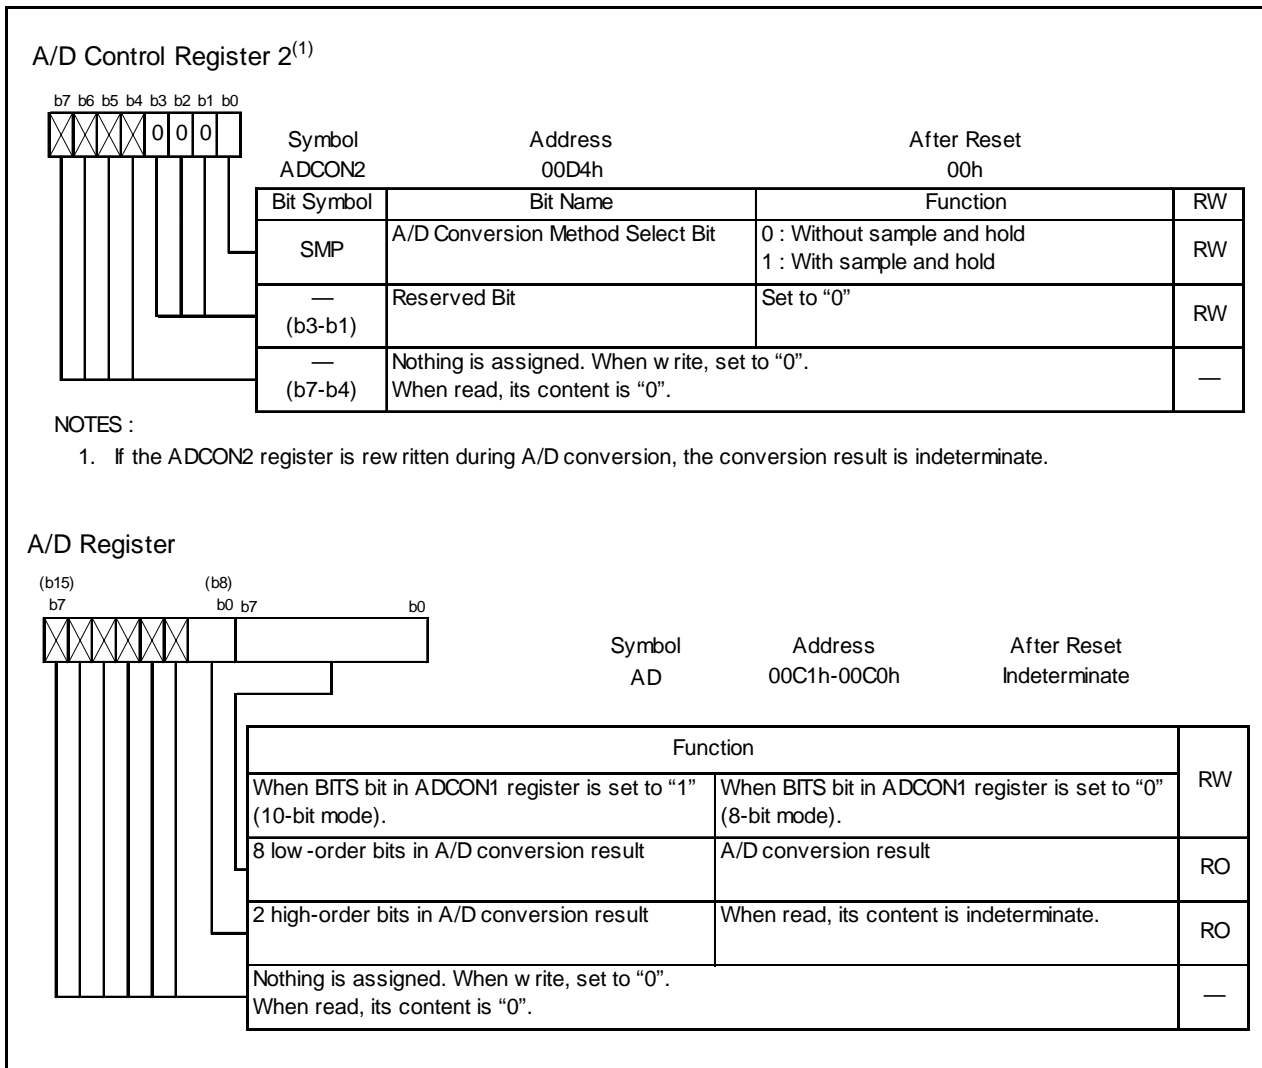 A/D Control Register 2(1)
b7 b6 b5 b4 b3 b2 b1 b0
0 0 0
Symbol Address After Reset
ADCON2 00D4h 00h
Bit Symbol Bit Name Function RW
SMP A/D Conversion Method Select Bit 0 : Without sample and hold RW
1 : With sample and hold
— Reserved Bit Set to “0” RW
(b3-b1)
— Nothing is assigned. When write, set to “0”. —
(b7-b4) When read, its content is “0”.
NOTES :
1. If the ADCON2 register is rewritten during A/D conversion, the conversion result is indeterminate.
A/D Register
(b15) (b8)
b7 b0 b7 b0
Symbol Address After Reset
AD 00C1h-00C0h Indeterminate
Function RW
When BITS bit in ADCON1 register is set to “1” When BITS bit in ADCON1 register is set to “0”
(10-bit mode). (8-bit mode).
8 low-order bits in A/D conversion result A/D conversion result RO
2 high-order bits in A/D conversion result When read, its content is indeterminate. RO
Nothing is assigned. When write, set to “0”. —
When read, its content is “0”.